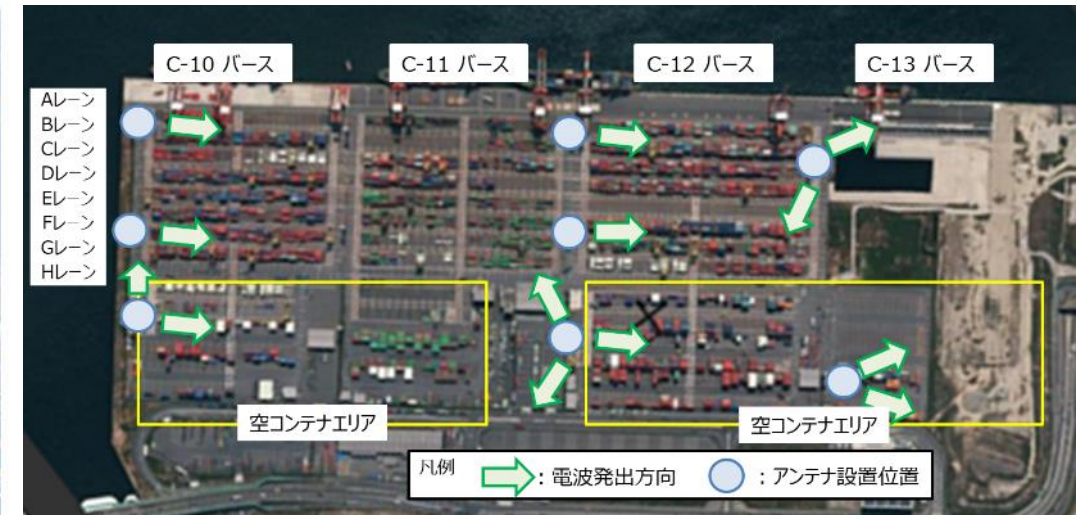 C-10 バース
C-11 バース
C-12 バース
C-13 バース
Aレーン
Bレーン
Cレーン
Dレーン
Eレーン
Fレーン
Gレーン
Hレーン
空コンテナエリア
空コンテナエリア
凡例
：電波発出方向
：アンテナ設置位置